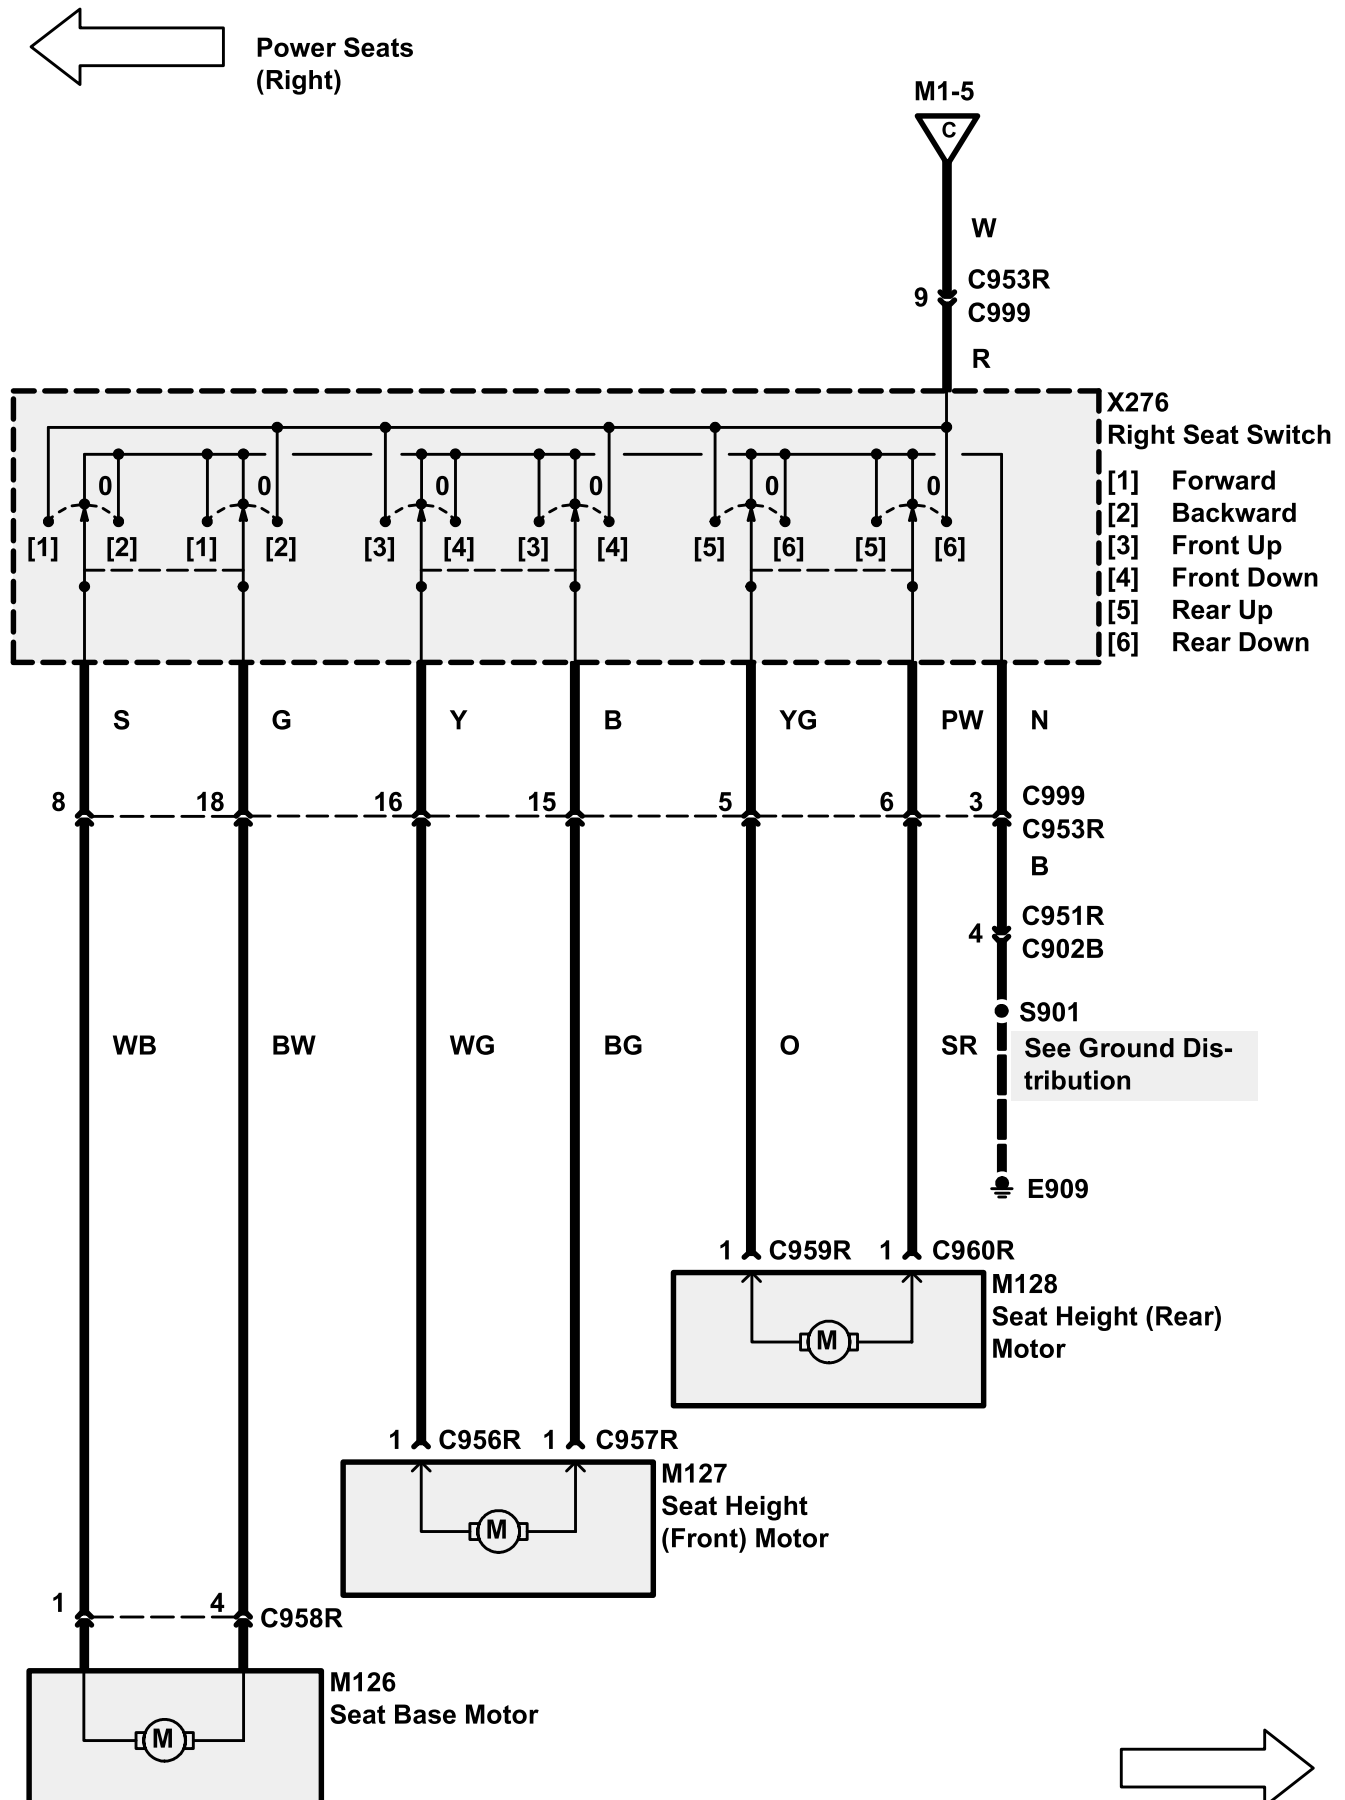 Power Seats
(Right)
M1-5
C
W
9
C953R
C999
R
X276
Right Seat Switch
0 0 0 0 0 0
[1] [2] [1] [2] [3] [4] [3] [4] [5] [6] [5] [6]
[1] Forward
[2] Backward
[3] Front Up
[4] Front Down
[5] Rear Up
[6] Rear Down
S G Y B YG PW N
8 18 16 15 5 6 3
C999
C953R
B
4
C951R
C902B
S901
See Ground Dis-
tribution
WB BW WG BG O SR
E909
1 C959R 1 C960R
M128
Seat Height (Rear)
Motor
M
1 C956R 1 C957R
M127
Seat Height
(Front) Motor
M
1 4 C958R
M126
Seat Base Motor
M